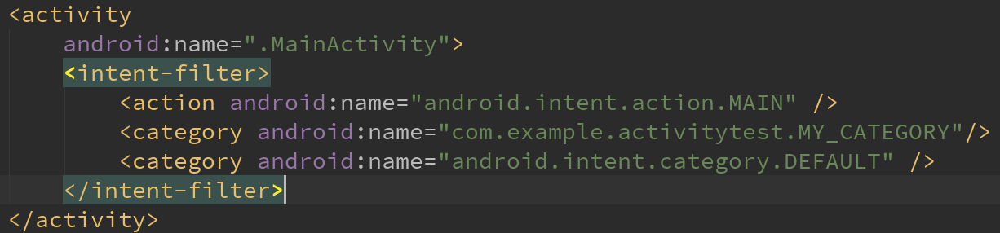 <activity
android:name=".MainActivity">
<intent-filter>
<action android:name="android.intent.action.MAIN" />
<category android:name="com.example.activitytest.MY_CATEGORY"/>
<category android:name="android.intent.category.DEFAULT" />
</intent-filter>
</activity>